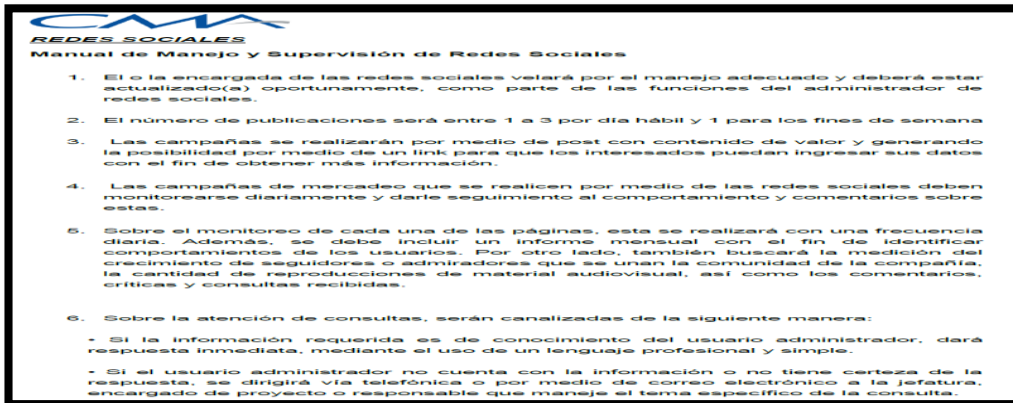 CMA
REDES SOCIALES
Manual de Manejo y Supervisión de Redes Sociales
1. El o la encargada de las redes sociales velará por el manejo adecuado y deberá estar
actualizado(a) oportunamente, como parte de las funciones del administrador de
redes sociales.
2. El número de publicaciones será entre 1 a 3 por día hábil y 1 para los fines de semana
3. Las campañas se realizarán por medio de post con contenido de valor y generando
la posibilidad por medio de un link para que los interesados puedan ingresar sus datos
con el fin de obtener más información.
4. Las campañas de mercadeo que se realicen por medio de las redes sociales deben
monitorearse diariamente y darle seguimiento al comportamiento y comentarios sobre
estas.
5. Sobre el monitoreo de cada una de las páginas, esta se realizará con una frecuencia
diaria. Además, se debe incluir un informe mensual con el fin de identificar
comportamientos de los usuarios. Por otro lado, también buscará la medición del
crecimiento de seguidores o admiradores que se unan la comunidad de la compañía,
la cantidad de reproducciones de material audiovisual, así como los comentarios,
críticas y consultas recibidas.
6. Sobre la atención de consultas, serán canalizadas de la siguiente manera:
• Si la información requerida es de conocimiento del usuario administrador, dará
respuesta inmediata, mediante el uso de un lenguaje profesional y simple.
• Si el usuario administrador no cuenta con la información o no tiene certeza de la
respuesta, se dirigirá vía telefónica o por medio de correo electrónico a la jefatura,
encargado de proyecto o responsable que maneje el tema específico de la consulta.